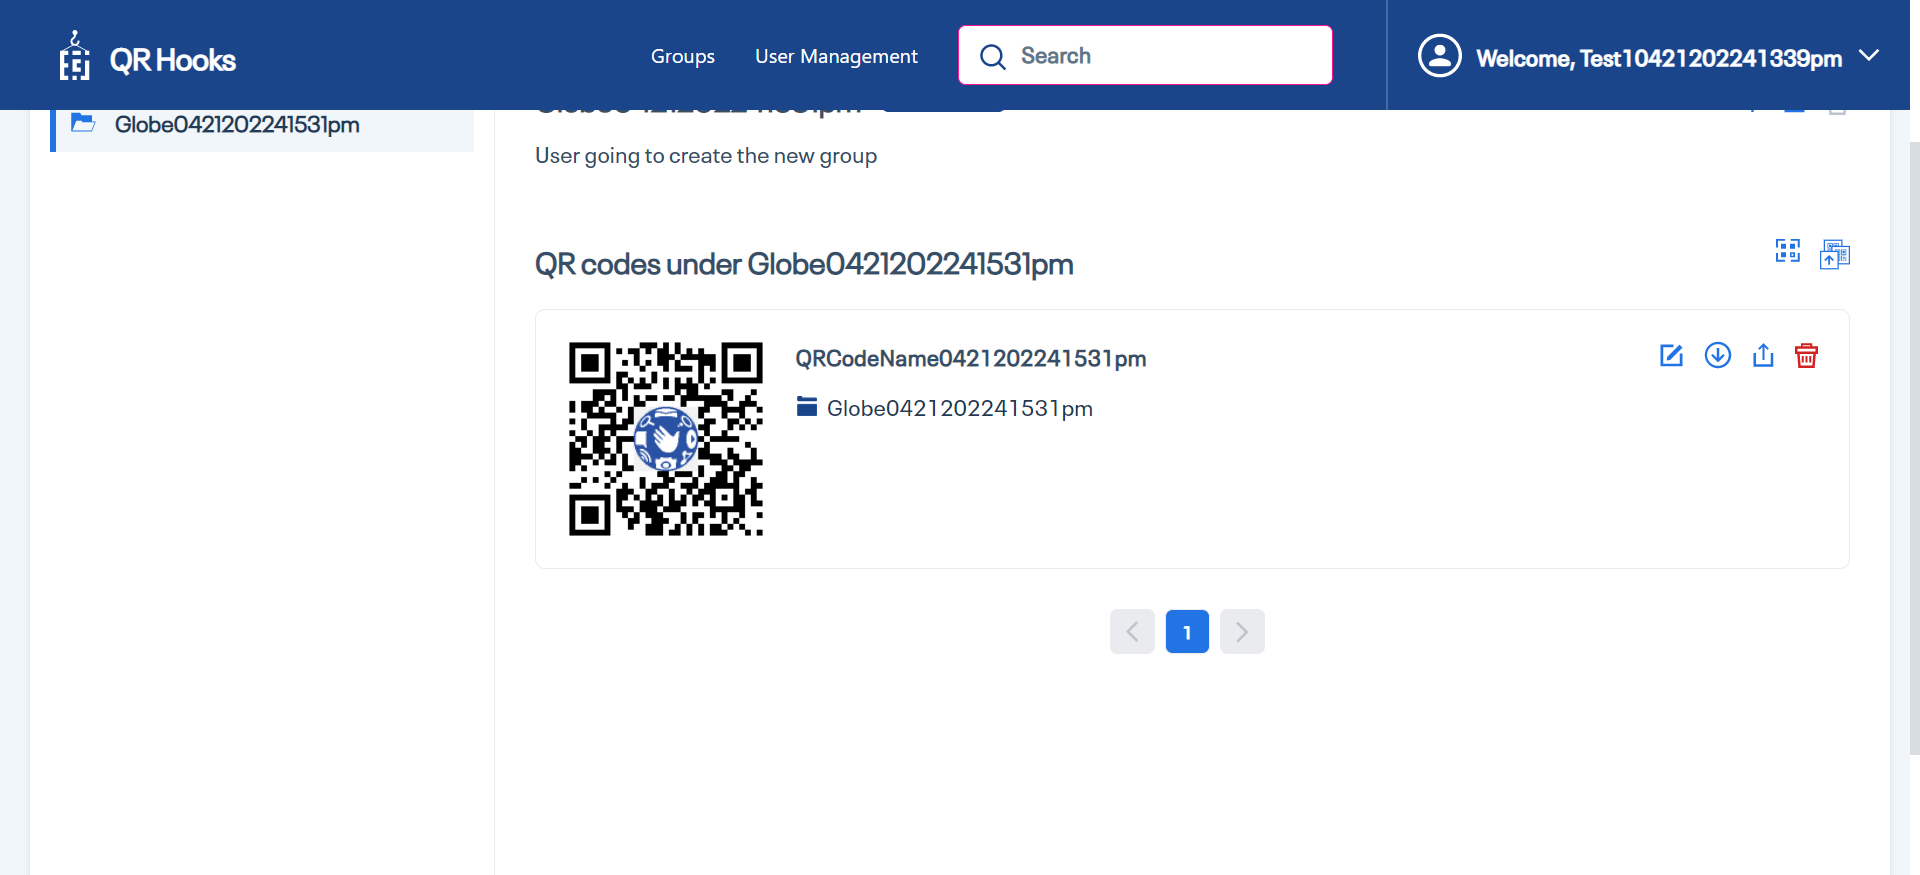 QR Hooks
Groups
User Management
Search
Welcome, Test10421202241339pm
Globe0421202241531pm
User going to create the new group
QR codes under Globe0421202241531pm
QRCodeName0421202241531pm
Globe0421202241531pm
1